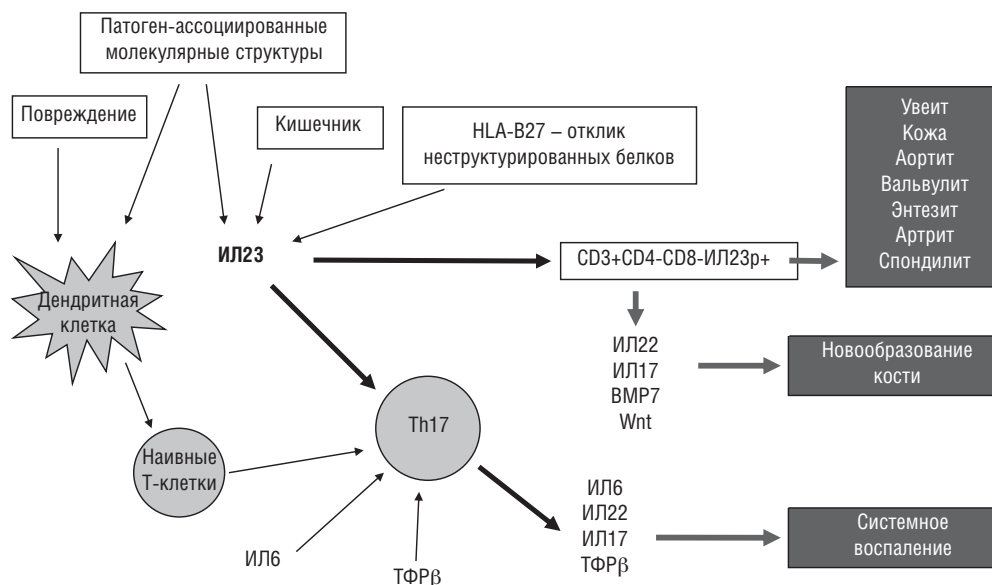 Патоген-ассоциированные
молекулярные структуры
Повреждение
Кишечник
HLA-B27 – отклик
неструктурированных белков
Увеит
Кожа
Аортит
Вальвулит
Энтезит
Артрит
Спондилит
ИЛ23
CD3+CD4-CD8-ИЛ23р+
Дендритная
клетка
ИЛ22
ИЛ17
BMP7
Wnt
Новообразование
кости
Th17
Наивные
Т-клетки
ИЛ6
ТФРβ
ИЛ6
ИЛ22
ИЛ17
ТФРβ
Системное
воспаление